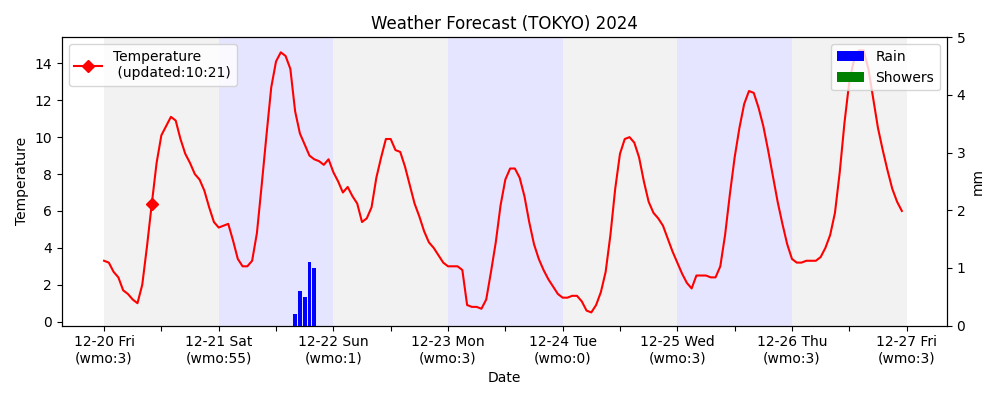 Weather Forecast (TOKYO) 2024
Temperature
(updated:10:21)
Rain
Showers
Temperature
14
12
10
8
6
4
2
0
5
4
3
2
1
0
mm
12-20 Fri
(wmo:3)
12-21 Sat
(wmo:55)
12-22 Sun
(wmo:1)
12-23 Mon
(wmo:3)
12-24 Tue
(wmo:0)
12-25 Wed
(wmo:3)
12-26 Thu
(wmo:3)
12-27 Fri
(wmo:3)
Date